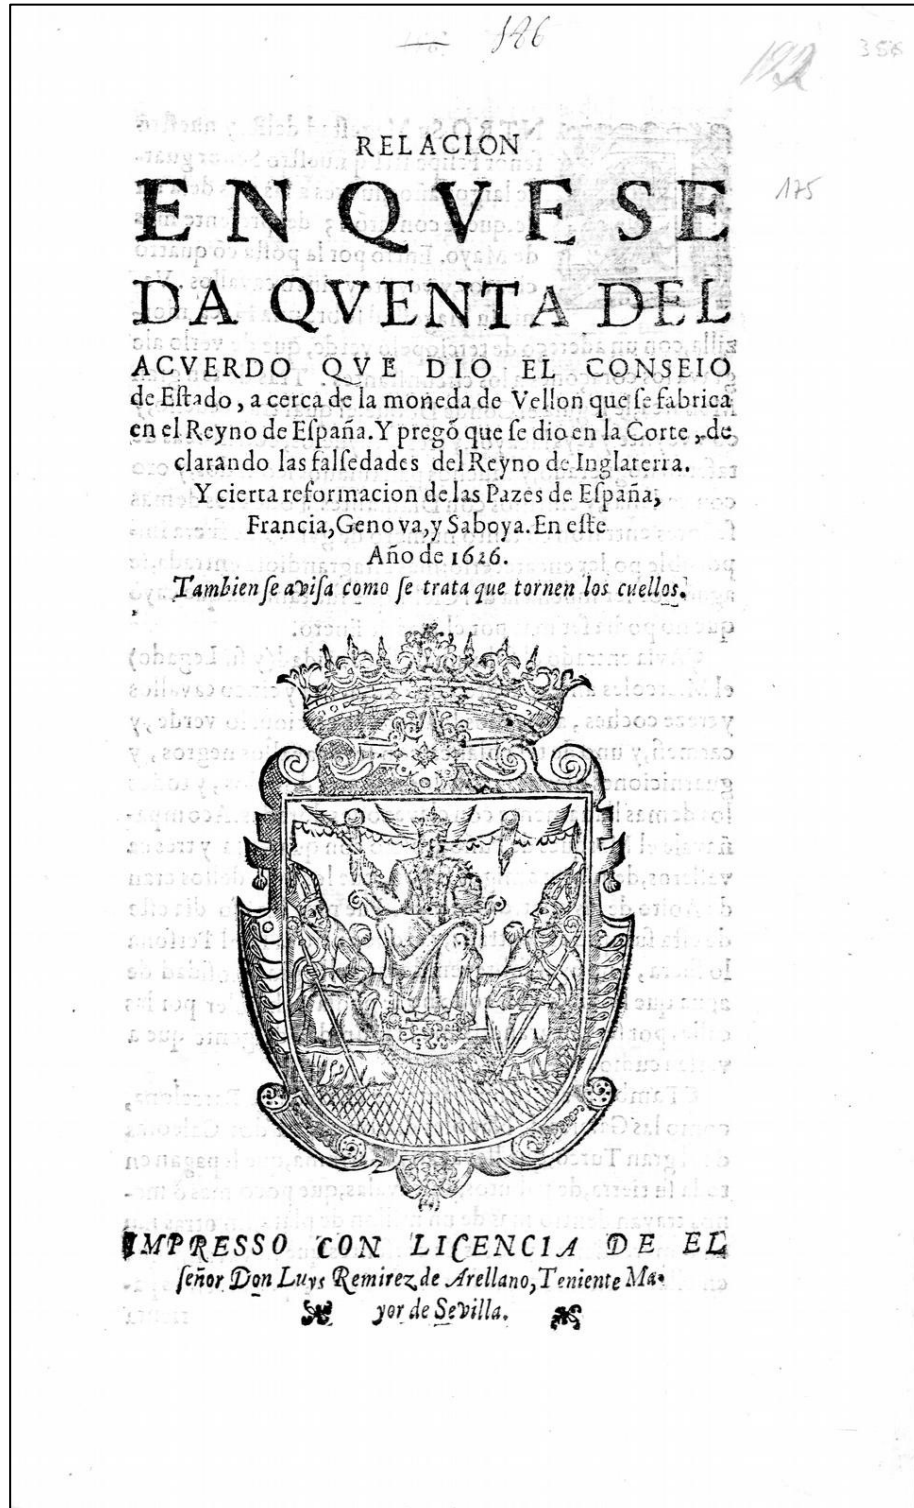 186
192
356
175
RELACION
EN QVE SE
DA QVENTA DEL
ACVERDO QVE DIO EL CONSEIO
de Eſtado, a cerca de la moneda de Vellon que ſe fabrica
en el Reyno de Eſpaña. Y pregõ que ſe dio en la Corte, de
clarando las falſedades del Reyno de Inglaterra.
Y cierta reformacion de las Pazes de Eſpaña,
Francia, Genova, y Saboya. En eſte
Año de 1626.
Tambien ſe aviſa como ſe trata que tornen los cuellos.
IMPRESSO CON LICENCIA DE EL
ſeñor Don Luys Remirez de Arellano, Teniente Ma-
yor de Sevilla.